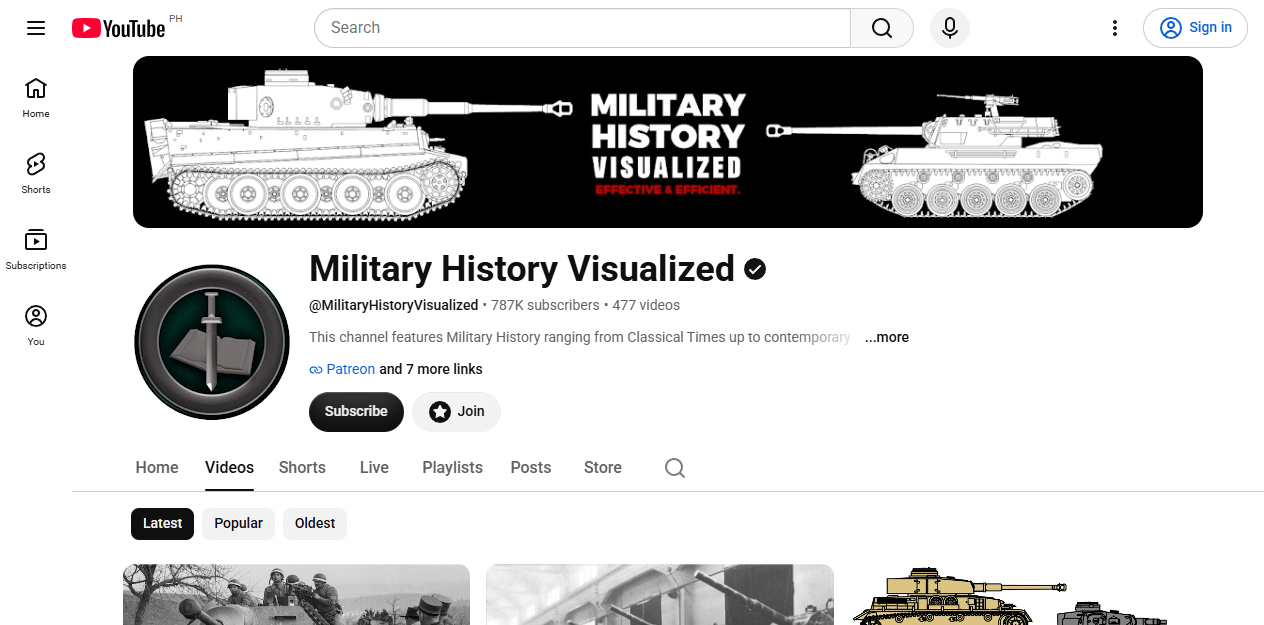 YouTube PH
Search
Sign in
Home
Shorts
Subscriptions
You
MILITARY
HISTORY
VISUALIZED
EFFECTIVE & EFFICIENT.
Military History Visualized
@MilitaryHistoryVisualized • 787K subscribers • 477 videos
This channel features Military History ranging from Classical Times up to contemporary ...more
Patreon and 7 more links
Subscribe
Join
Home Videos Shorts Live Playlists Posts Store
Latest Popular Oldest